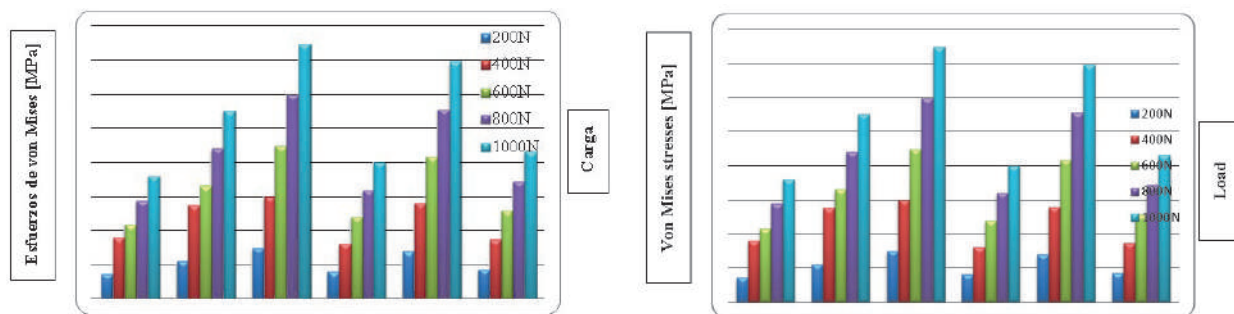 Esfuerzos de von Mises [MPa]
200N
400N
600N
800N
1000N
Carga
Von Mises stresses [MPa]
200N
400N
600N
800N
1000N
Load